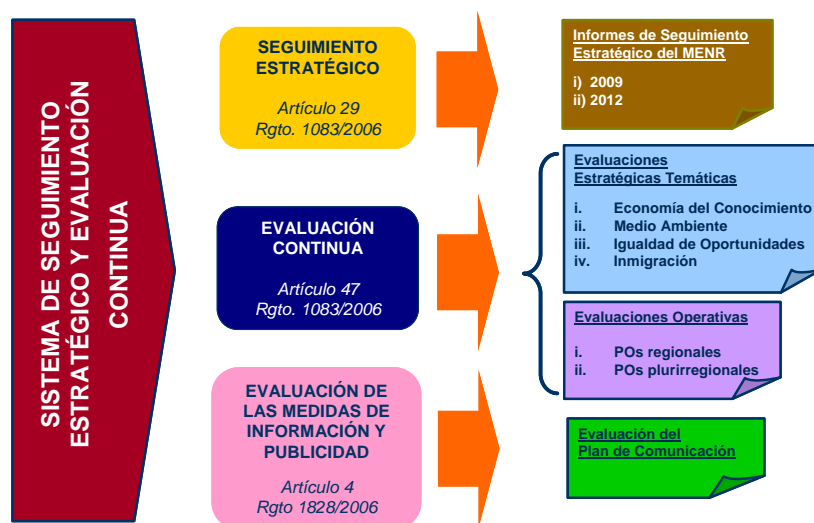 SISTEMA DE SEGUIMIENTO
ESTRATÉGICO Y EVALUACIÓN
CONTINUA
SEGUIMIENTO
ESTRATÉGICO
Artículo 29
Rgto. 1083/2006
Informes de Seguimiento
Estratégico del MENR
i) 2009
ii) 2012
EVALUACIÓN
CONTINUA
Artículo 47
Rgto. 1083/2006
Evaluaciones
Estratégicas Temáticas
i. Economía del Conocimiento
ii. Medio Ambiente
iii. Igualdad de Oportunidades
iv. Inmigración
Evaluaciones Operativas
i. POs regionales
ii. POs plurirregionales
EVALUACIÓN DE
LAS MEDIDAS DE
INFORMACIÓN Y
PUBLICIDAD
Artículo 4
Rgto 1828/2006
Evaluación del
Plan de Comunicación